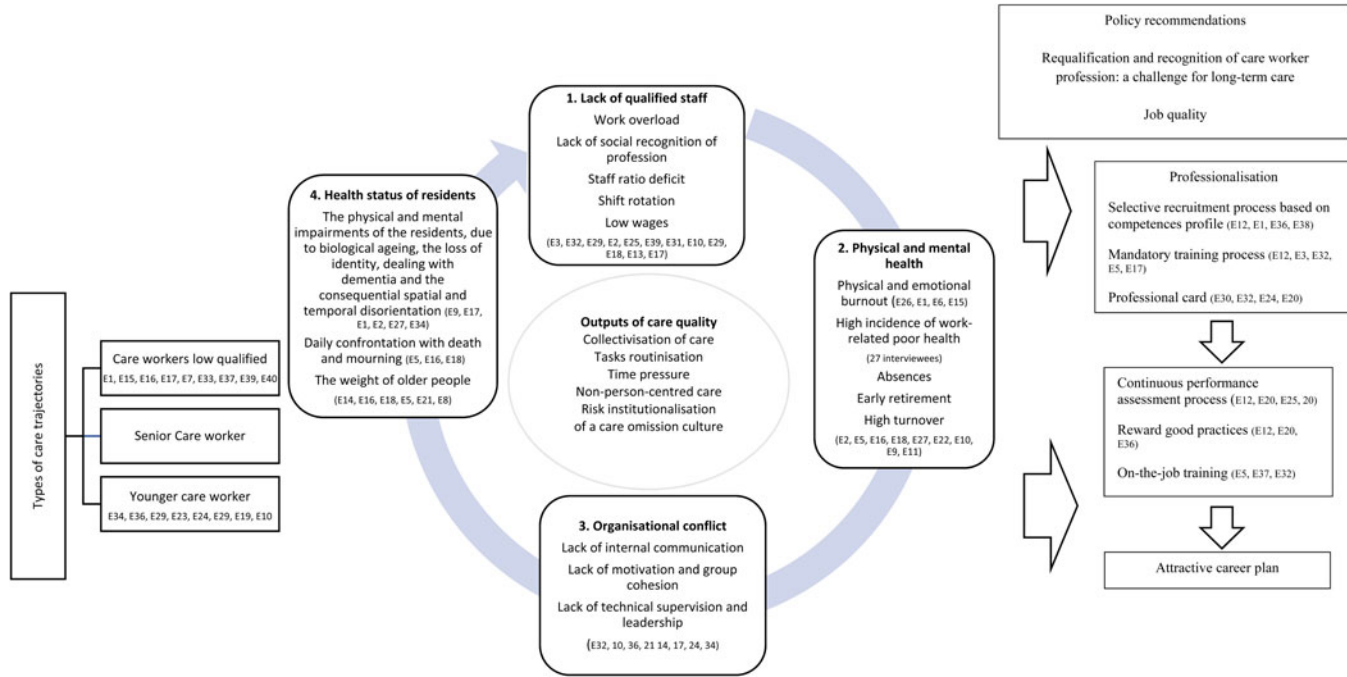 Types of care trajectories
Care workers low qualified
E1, E15, E16, E17, E7, E33, E37, E39, E40
Senior Care worker
Younger care worker
E34, E36, E29, E23, E24, E29, E19, E10
1. Lack of qualified staff
Work overload
Lack of social recognition of
profession
Staff ratio deficit
Shift rotation
Low wages
(E3, E32, E29, E2, E25, E39, E31, E10, E29,
E18, E13, E17)
2. Physical and mental
health
Physical and emotional
burnout (E26, E1, E6, E15)
High incidence of work-
related poor health
(27 interviewees)
Absences
Early retirement
High turnover
(E2, E5, E16, E18, E27, E22, E10,
E9, E11)
3. Organisational conflict
Lack of internal communication
Lack of motivation and group
cohesion
Lack of technical supervision and
leadership
(E32, 10, 36, 21 14, 17, 24, 34)
4. Health status of residents
The physical and mental
impairments of the residents, due
to biological ageing, the loss of
identity, dealing with
dementia and the
consequential spatial and
temporal disorientation (E9, E17,
E1, E2, E27, E34)
Daily confrontation with death
and mourning (E5, E16, E18)
The weight of older people
(E14, E16, E18, E5, E21, E8)
Outputs of care quality
Collectivisation of care
Tasks routinisation
Time pressure
Non-person-centred care
Risk institutionalisation
of a care omission culture
Policy recommendations
Requalification and recognition of care worker
profession: a challenge for long-term care
Job quality
Professionalisation
Selective recruitment process based on
competences profile (E12, E1, E36, E38)
Mandatory training process (E12, E3, E32,
E5, E17)
Professional card (E30, E32, E24, E20)
Continuous performance
assessment process (E12, E20, E25, 20)
Reward good practices (E12, E20,
E36)
On-the-job training (E5, E37, E32)
Attractive career plan